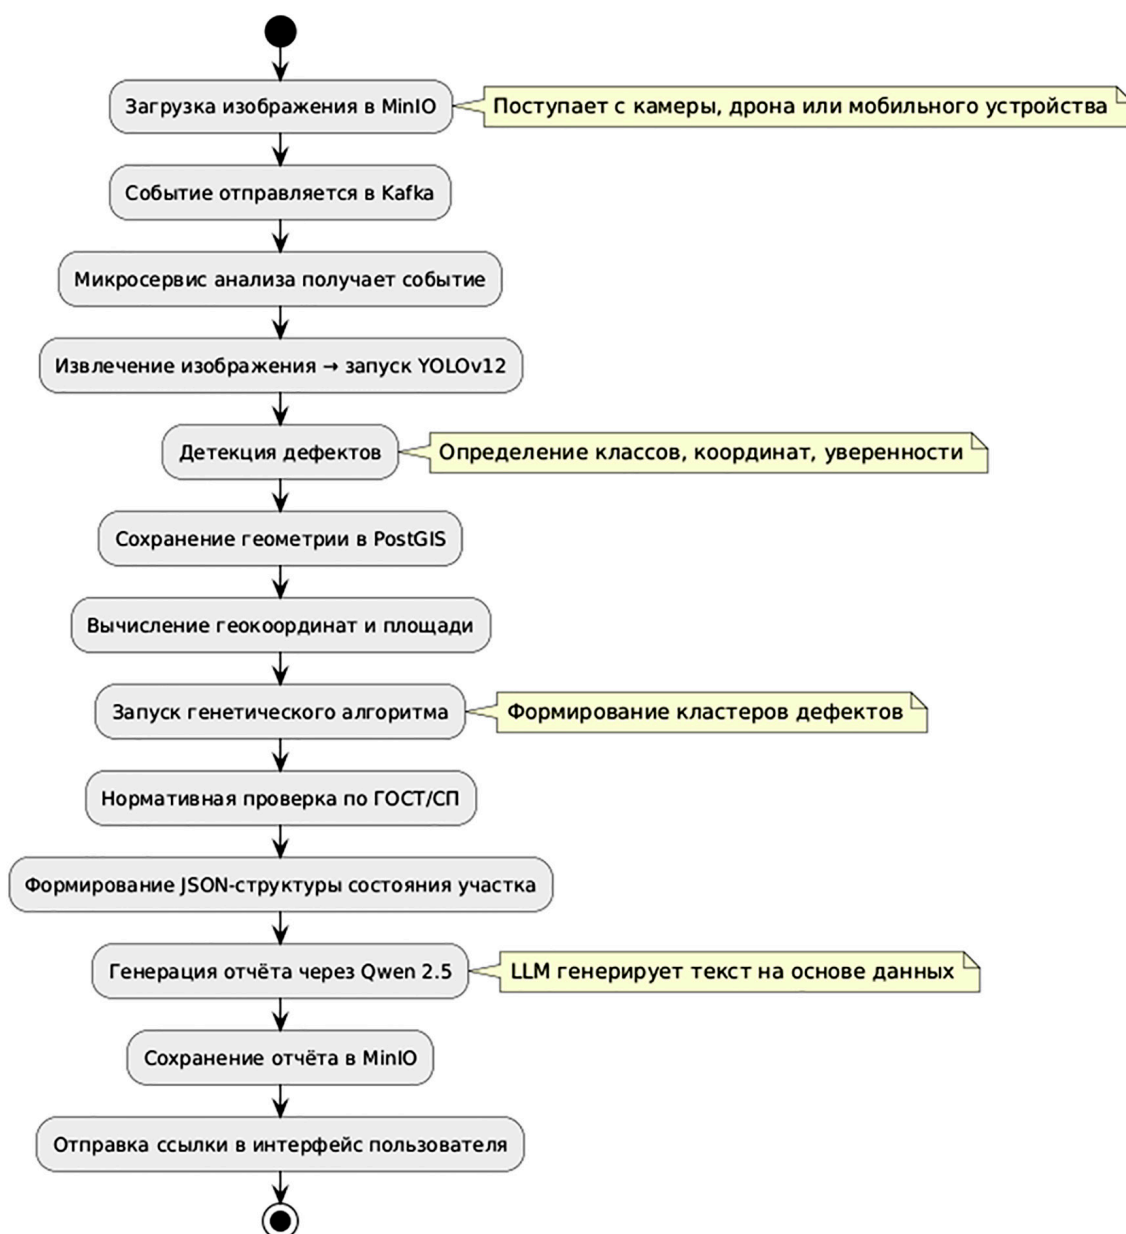 Загрузка изображения в MinIO
Поступает с камеры, дрона или мобильного устройства
Событие отправляется в Kafka
Микросервис анализа получает событие
Извлечение изображения → запуск YOLOv12
Детекция дефектов
Определение классов, координат, уверенности
Сохранение геометрии в PostGIS
Вычисление геокоординат и площади
Запуск генетического алгоритма
Формирование кластеров дефектов
Нормативная проверка по ГОСТ/СП
Формирование JSON-структуры состояния участка
Генерация отчёта через Qwen 2.5
LLM генерирует текст на основе данных
Сохранение отчёта в MinIO
Отправка ссылки в интерфейс пользователя